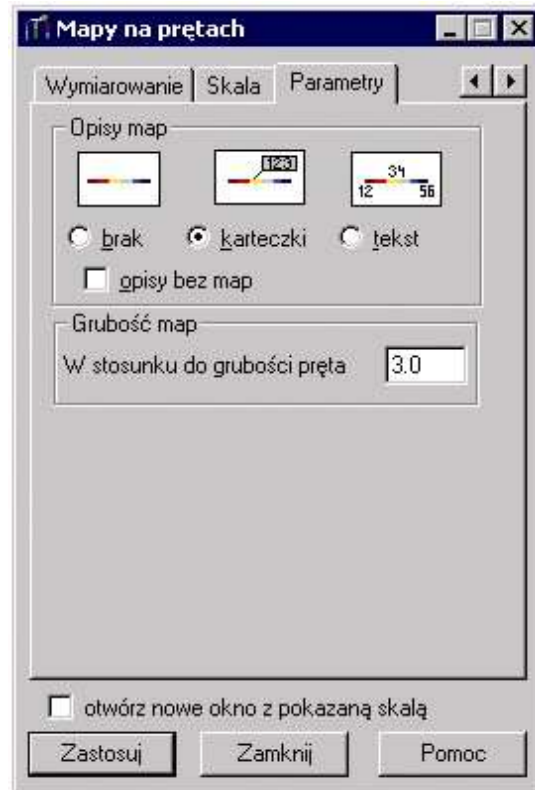 Mapy na prętach
Wymiarowanie Skala Parametry
Opisy map
123
34
12 56
brak karteczki tekst
opisy bez map
Grubość map
W stosunku do grubości pręta 3.0
otwórz nowe okno z pokazaną skalą
Zastosuj Zamknij Pomoc